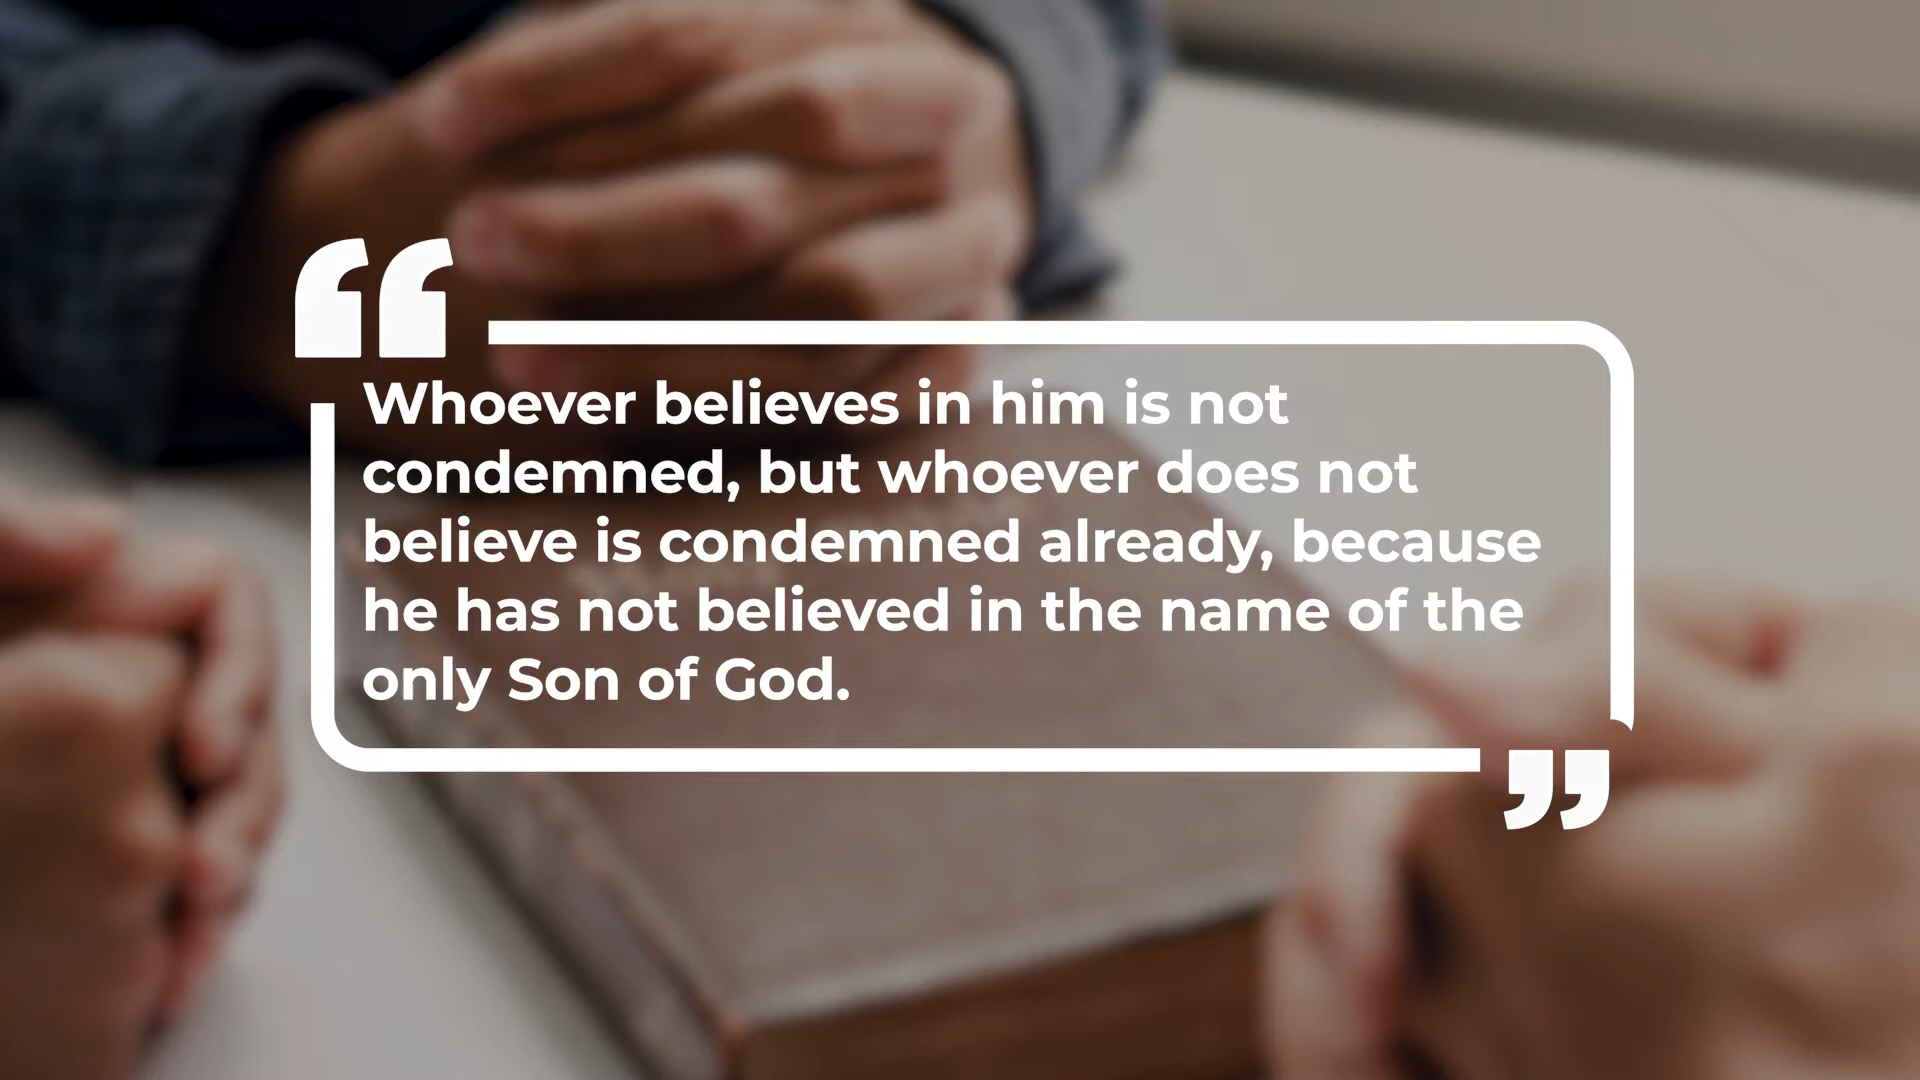 “
Whoever believes in him is not
condemned, but whoever does not
believe is condemned already, because
he has not believed in the name of the
only Son of God.
”